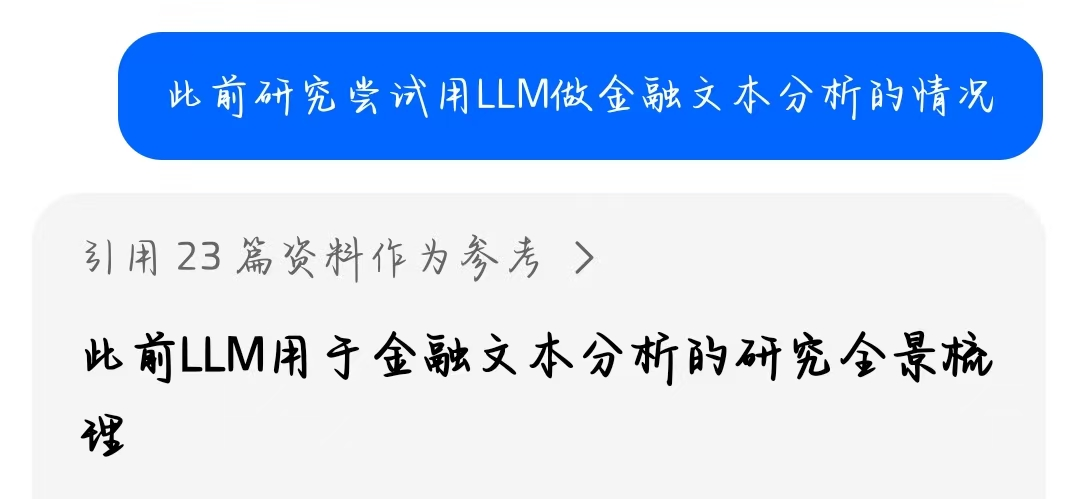 此前研究尝试用LLM做金融文本分析的情况
引用 23 篇资料作为参考 >
此前LLM用于金融文本分析的研究全景梳
理